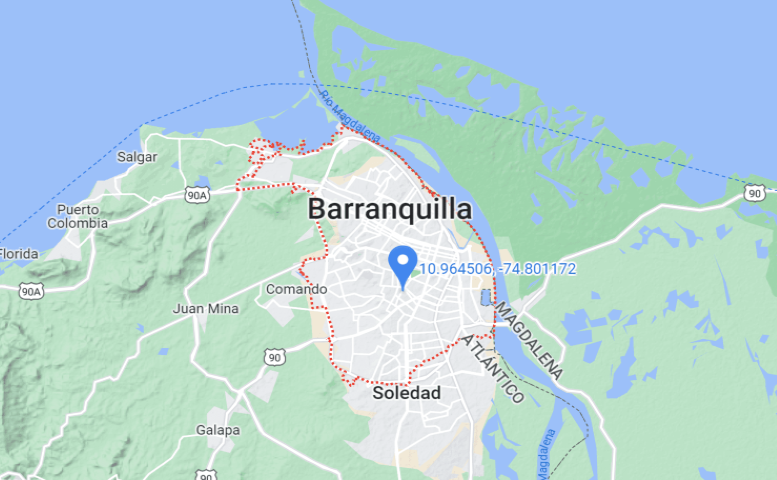 Río Magdalena
Salgar
90A
90
Puerto
Colombia
Barranquilla
Florida
10.964506, -74.801172
90A
Comando
Juan Mina
MAGDALENA
ATLÁNTICO
90
Soledad
Galapa
Magdalena
90